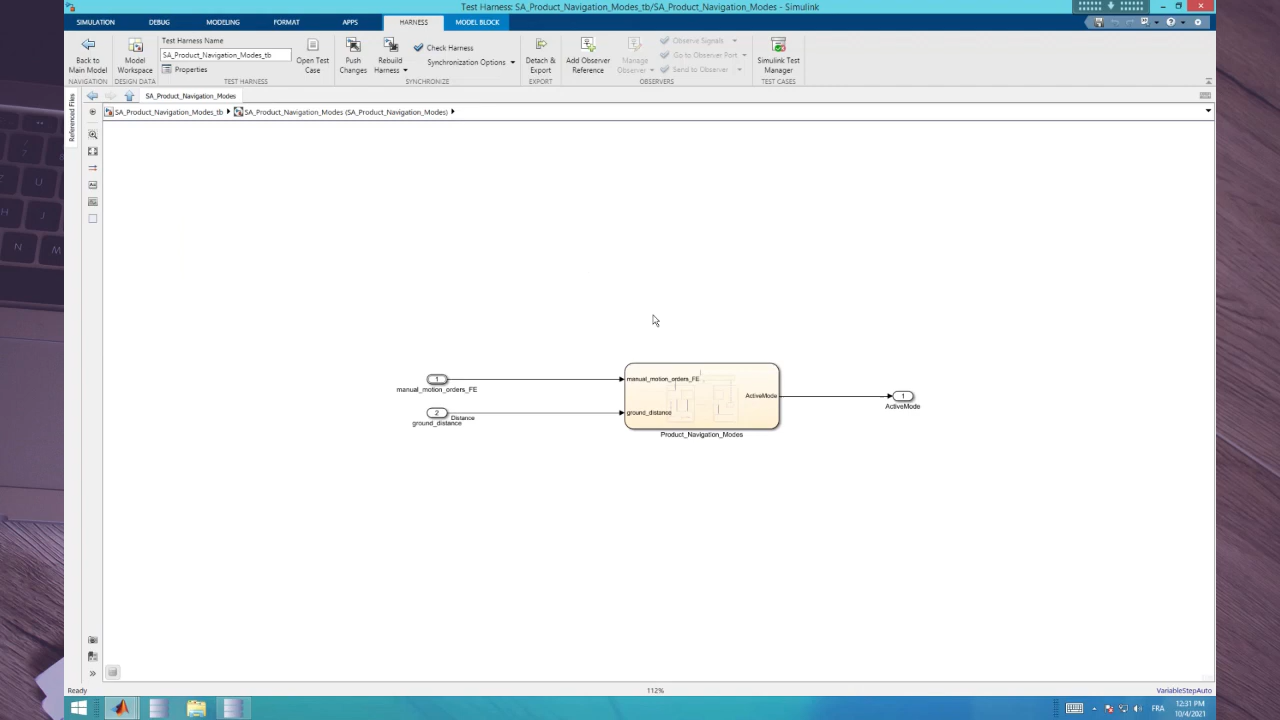 Test Harness: SA_Product_Navigation_Modes_tb/SA_Product_Navigation_Modes - Simulink
SIMULATION DEBUG MODELING FORMAT APPS HARNESS MODEL BLOCK
Back to Main Model
Model Workspace
Test Harness Name
SA_Product_Navigation_Modes_tb
Properties
Open Test Case
Push Changes
Rebuild Harness
Check Harness
Synchronization Options
Detach & Export
Add Observer Reference
Manage Observer
Observe Signals
Go to Observer Port
Send to Observer
Simulink Test Manager
NAVIGATION DESIGN DATA TEST HARNESS SYNCHRONIZE EXPORT OBSERVERS TEST CASES
SA_Product_Navigation_Modes
Referenced Files
SA_Product_Navigation_Modes_tb SA_Product_Navigation_Modes (SA_Product_Navigation_Modes)
1
manual_motion_orders_FE
2
Distance
ground_distance
manual_motion_orders_FE
ground_distance
ActiveMode
Product_Navigation_Modes
1
ActiveMode
Ready 112% VariableStepAuto
FRA
12:31 PM
10/4/2021
U
J
N
M